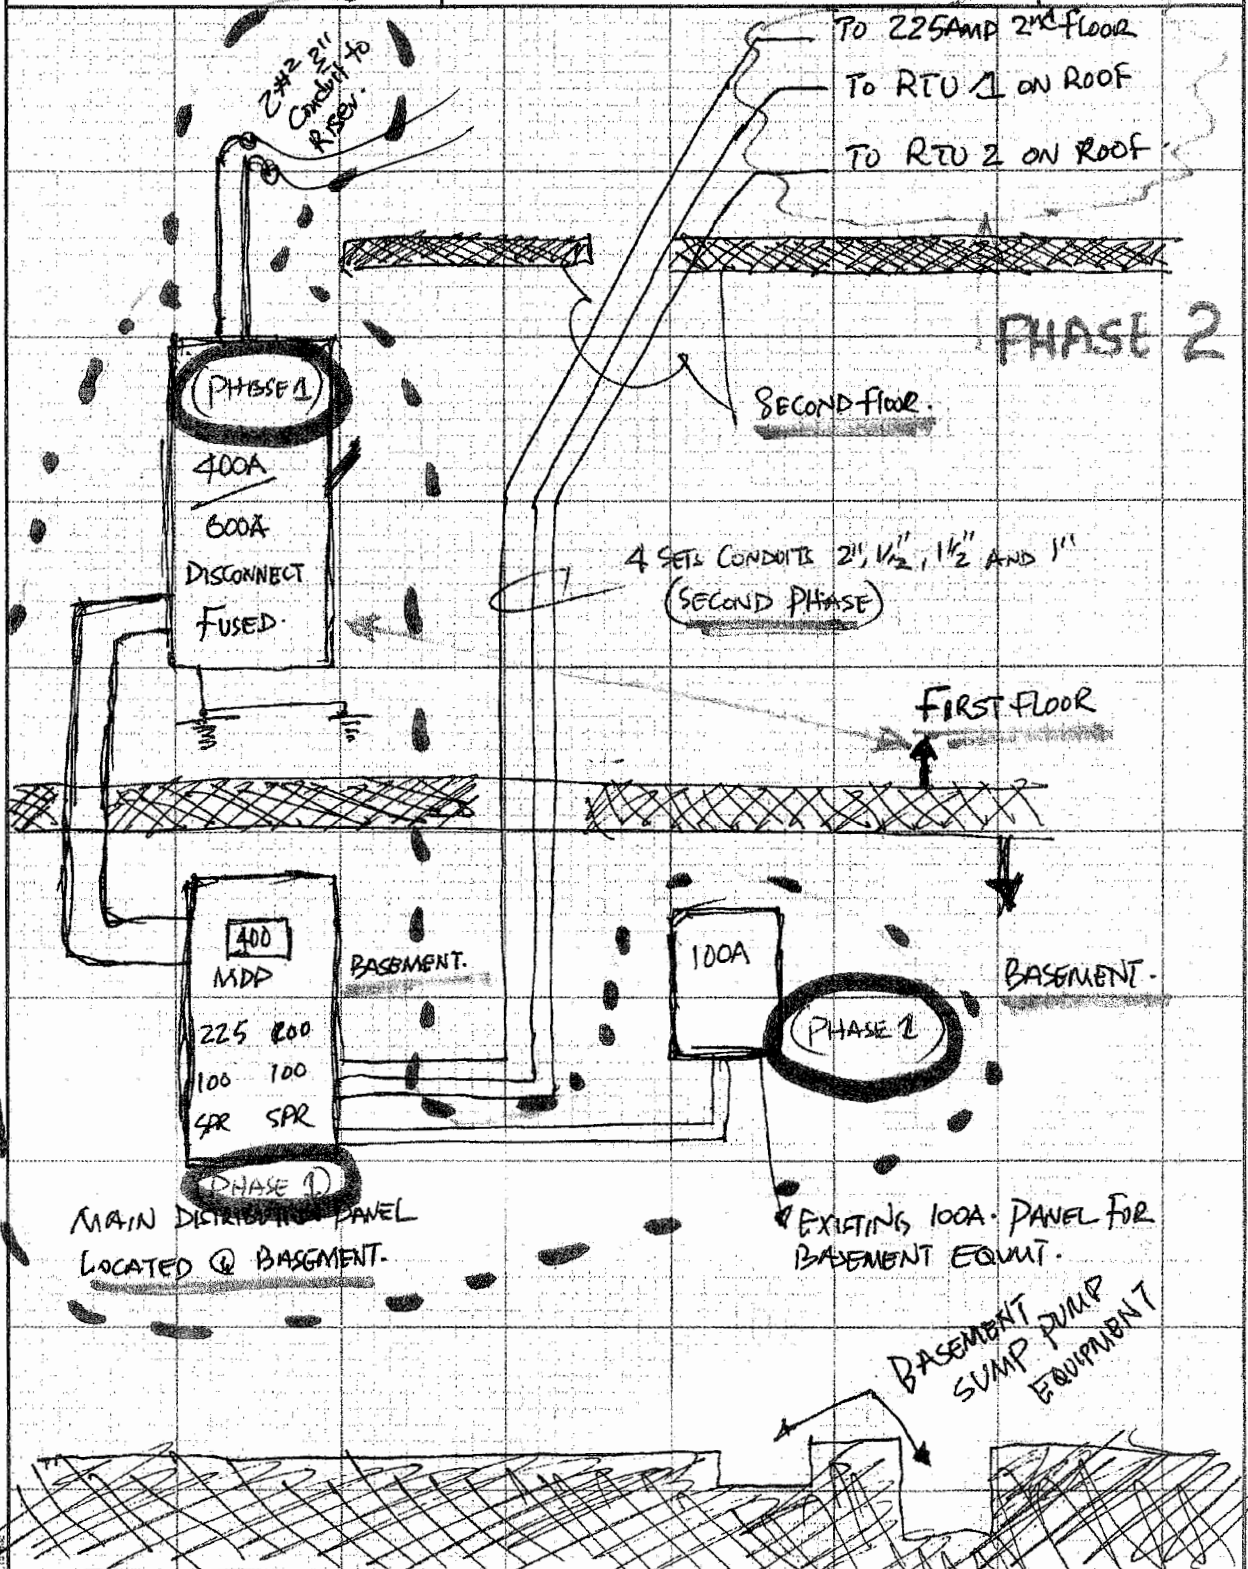 TO 225AMP 2nd FLOOR
TO RTU 1 ON ROOF
TO RTU 2 ON ROOF
Conduit to
Riser.
PHASE 2
(PHASE 1)
SECOND FLOOR.
400A
600A
DISCONNECT
FUSED.
4 SETS CONDUITS 2", 1½", 1½" AND 1"
(SECOND PHASE)
FIRST FLOOR
400
MDP
225 200
100 100
SPR SPR
BASEMENT.
100A
BASEMENT.
(PHASE 1)
(PHASE 1)
MAIN DISTRIBUTION PANEL
LOCATED @ BASEMENT.
EXISTING 100A. PANEL FOR
BASEMENT EQUMT.
BASEMENT
SUMP PUMP
EQUIPMENT